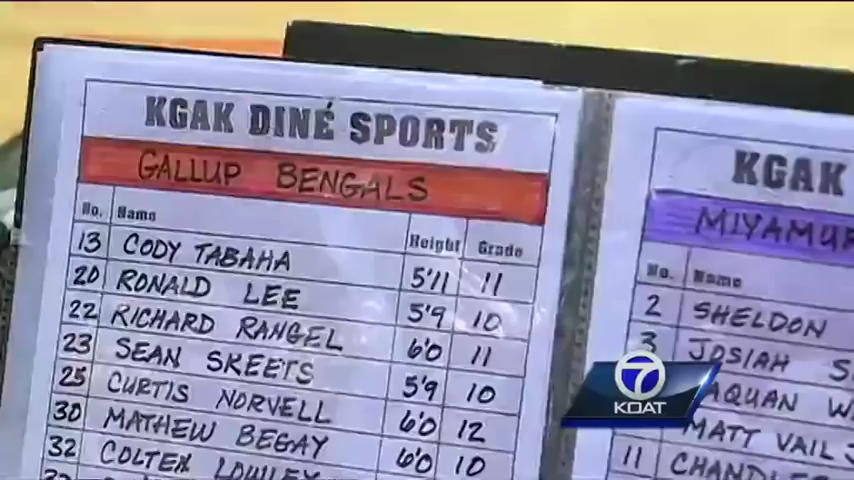 KGAK DINÉ SPORTS
GALLUP BENGALS
No. Name Height Grade
13 CODY TABAHA 5'11 11
20 RONALD LEE 5'9 10
22 RICHARD RANGEL 6'0 11
23 SEAN SKEETS 5'9 10
25 CURTIS NORVELL 6'0 12
30 MATHEW BEGAY 6'0 10
32 COLTEN LOWLEY
KGAK
No. Name
2 SHELDON
3 JOSIAH
MATT VAIL
11
7
KOAT